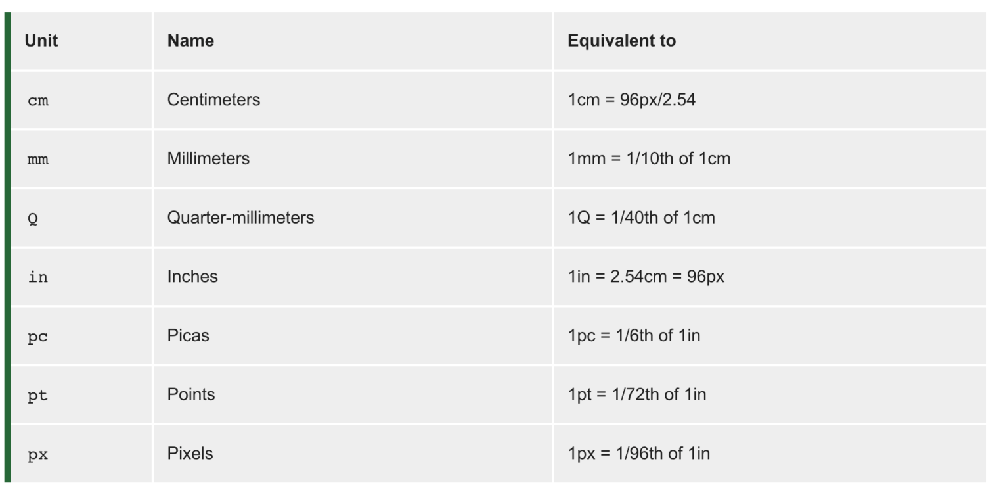 Unit Name Equivalent to
cm Centimeters 1cm = 96px/2.54
mm Millimeters 1mm = 1/10th of 1cm
Q Quarter-millimeters 1Q = 1/40th of 1cm
in Inches 1in = 2.54cm = 96px
pc Picas 1pc = 1/6th of 1in
pt Points 1pt = 1/72th of 1in
px Pixels 1px = 1/96th of 1in